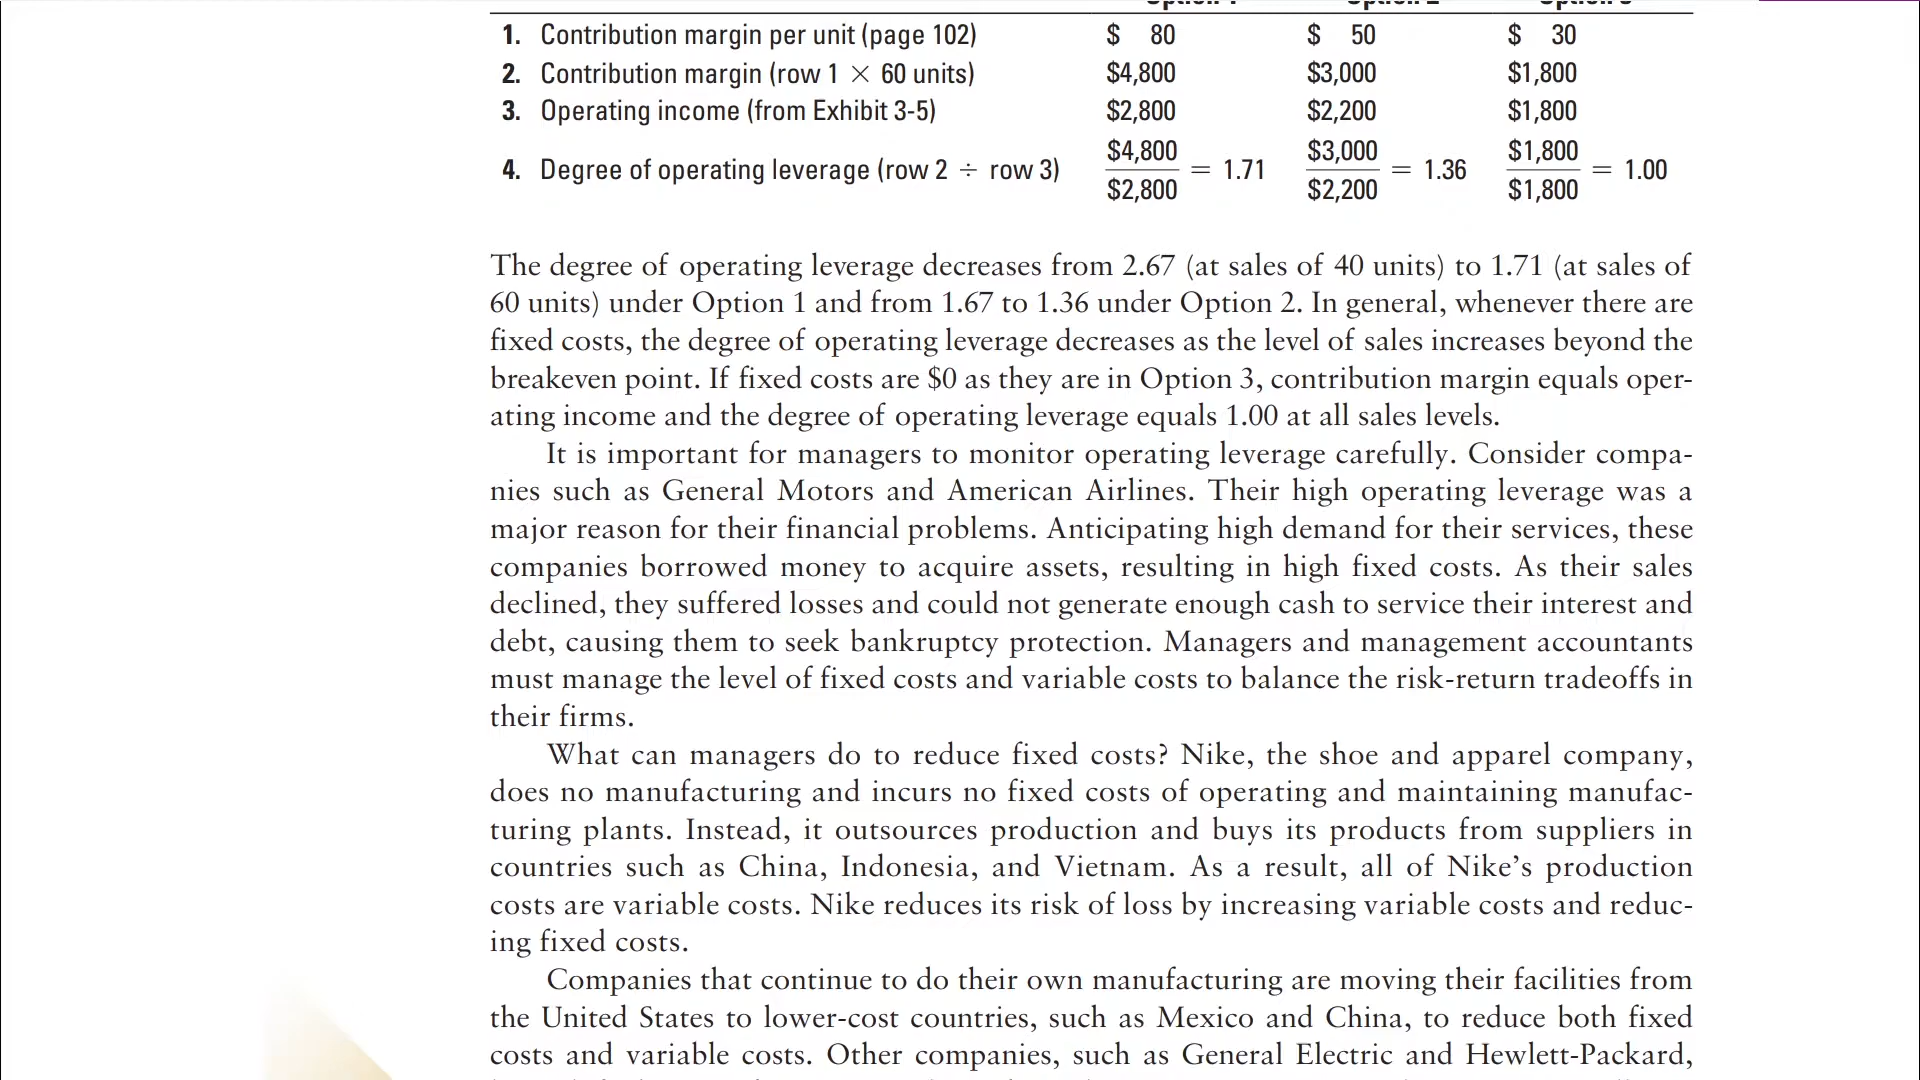 1. Contribution margin per unit (page 102) $ 80 $ 50 $ 30
2. Contribution margin (row 1 × 60 units) $4,800 $3,000 $1,800
3. Operating income (from Exhibit 3-5) $2,800 $2,200 $1,800
4. Degree of operating leverage (row 2 ÷ row 3) $4,800/$2,800 = 1.71 $3,000/$2,200 = 1.36 $1,800/$1,800 = 1.00
The degree of operating leverage decreases from 2.67 (at sales of 40 units) to 1.71 (at sales of
60 units) under Option 1 and from 1.67 to 1.36 under Option 2. In general, whenever there are
fixed costs, the degree of operating leverage decreases as the level of sales increases beyond the
breakeven point. If fixed costs are $0 as they are in Option 3, contribution margin equals oper-
ating income and the degree of operating leverage equals 1.00 at all sales levels.
It is important for managers to monitor operating leverage carefully. Consider compa-
nies such as General Motors and American Airlines. Their high operating leverage was a
major reason for their financial problems. Anticipating high demand for their services, these
companies borrowed money to acquire assets, resulting in high fixed costs. As their sales
declined, they suffered losses and could not generate enough cash to service their interest and
debt, causing them to seek bankruptcy protection. Managers and management accountants
must manage the level of fixed costs and variable costs to balance the risk-return tradeoffs in
their firms.
What can managers do to reduce fixed costs? Nike, the shoe and apparel company,
does no manufacturing and incurs no fixed costs of operating and maintaining manufac-
turing plants. Instead, it outsources production and buys its products from suppliers in
countries such as China, Indonesia, and Vietnam. As a result, all of Nike's production
costs are variable costs. Nike reduces its risk of loss by increasing variable costs and reduc-
ing fixed costs.
Companies that continue to do their own manufacturing are moving their facilities from
the United States to lower-cost countries, such as Mexico and China, to reduce both fixed
costs and variable costs. Other companies, such as General Electric and Hewlett-Packard,